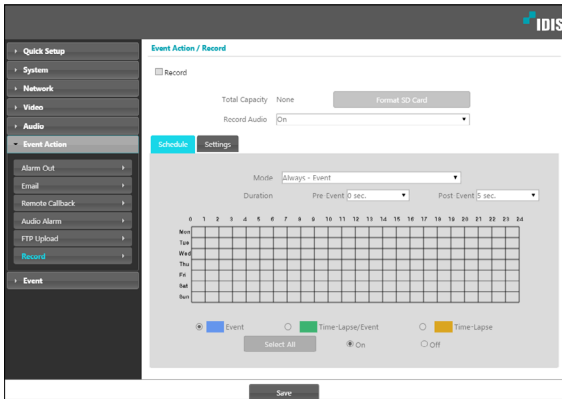 IDIS
Quick Setup
System
Network
Video
Audio
Event Action
Alarm Out
Email
Remote Callback
Audio Alarm
FTP Upload
Record
Event
Event Action / Record
Record
Total Capacity None Format SD Card
Record Audio On
Schedule Settings
Mode Always - Event
Duration Pre-Event 0 sec. Post-Event 5 sec.
0 1 2 3 4 5 6 7 8 9 10 11 12 13 14 15 16 17 18 19 20 21 22 23 24
Mon
Tue
Wed
Thu
Fri
Sat
Sun
Event Time-Lapse/Event Time-Lapse
Select All On Off
Save